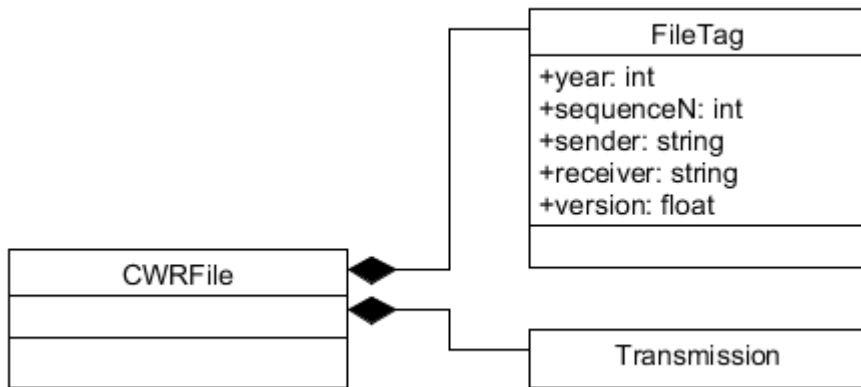 FileTag
+year: int
+sequenceN: int
+sender: string
+receiver: string
+version: float
CWRFile
Transmission